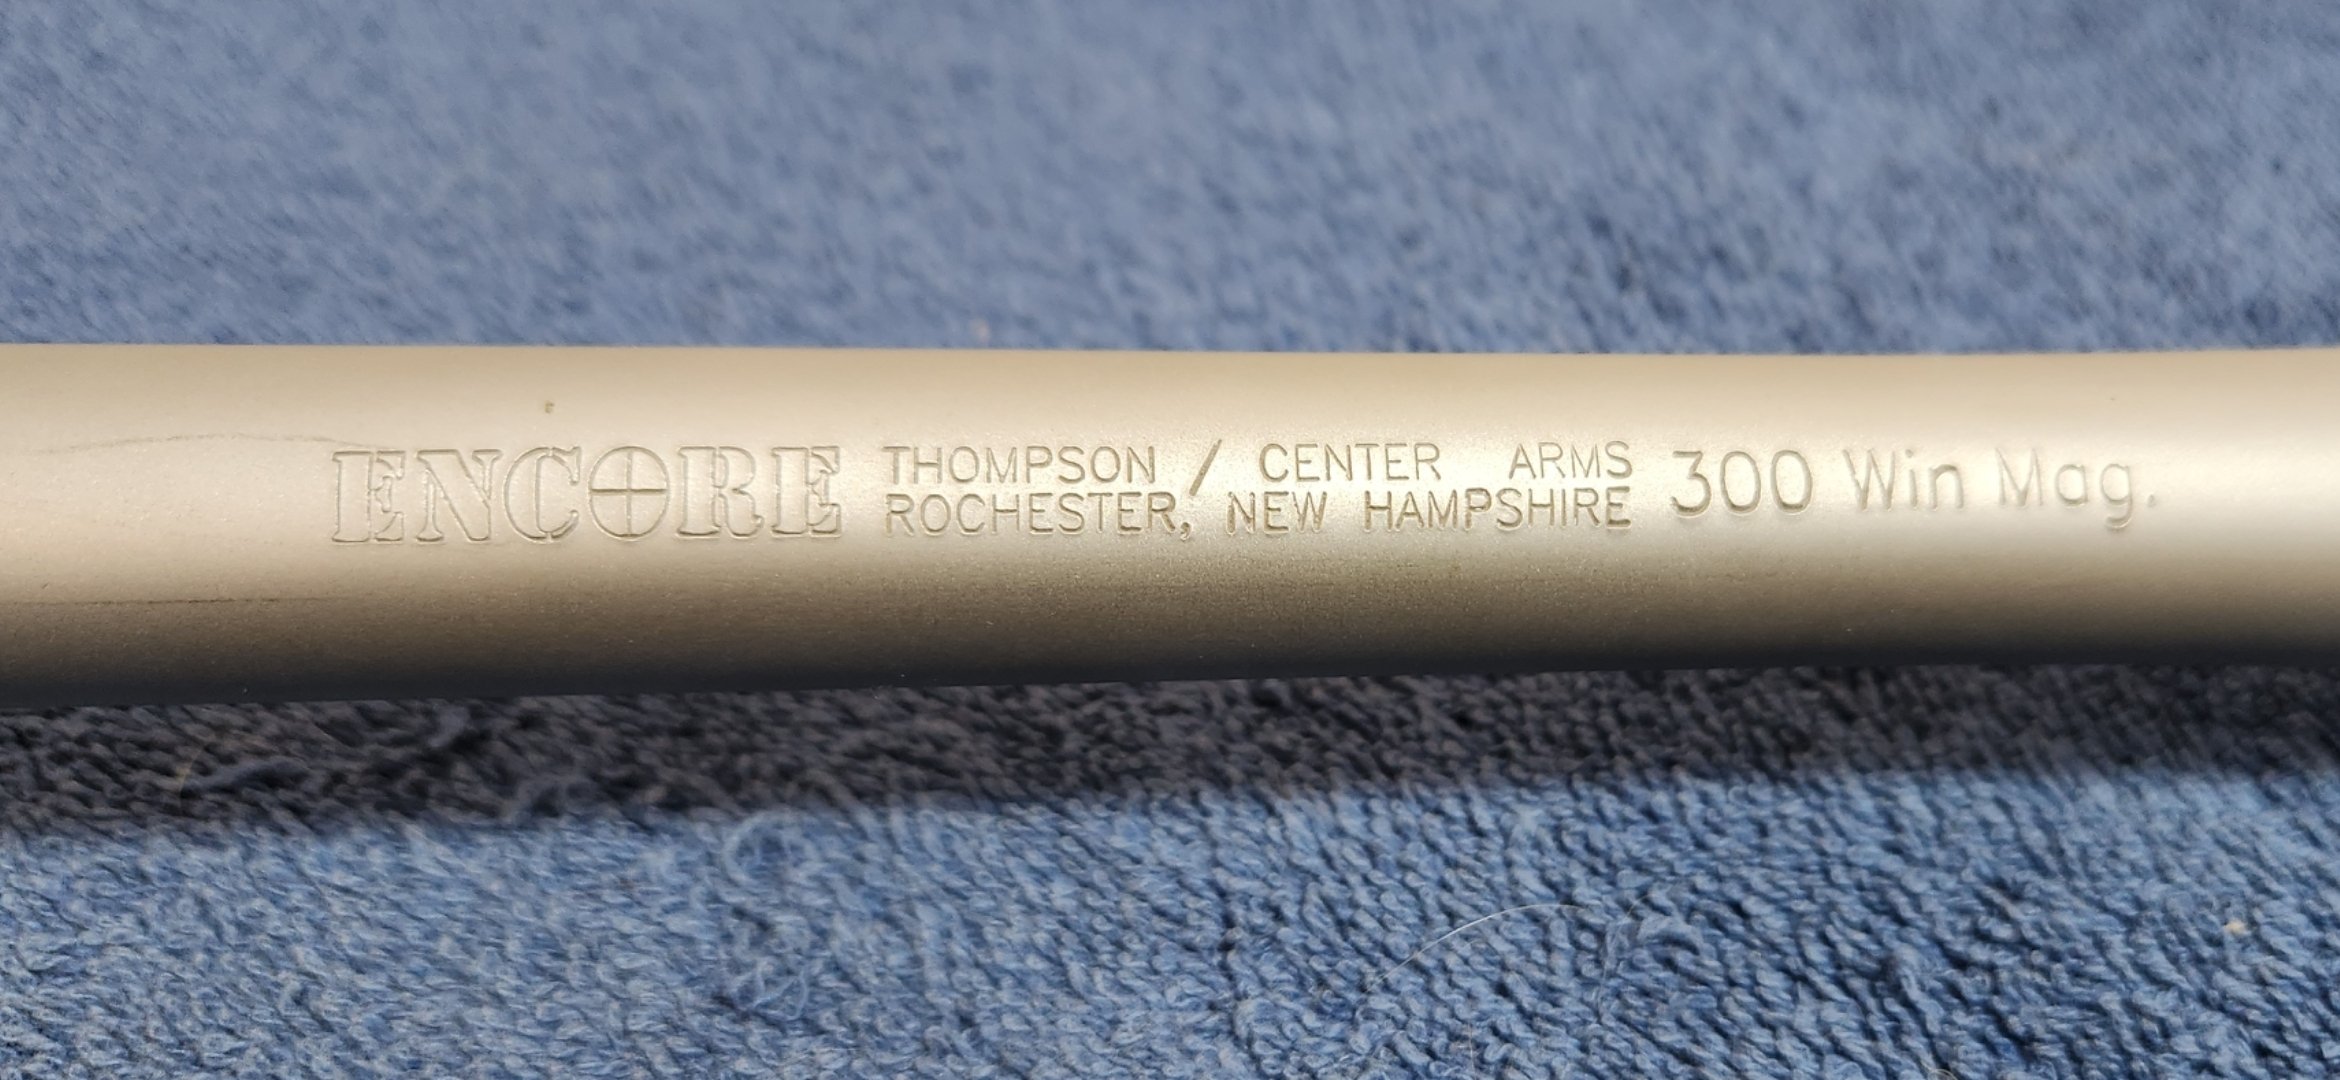 ENCORE
THOMPSON / CENTER ARMS
ROCHESTER, NEW HAMPSHIRE
300 Win Mag.